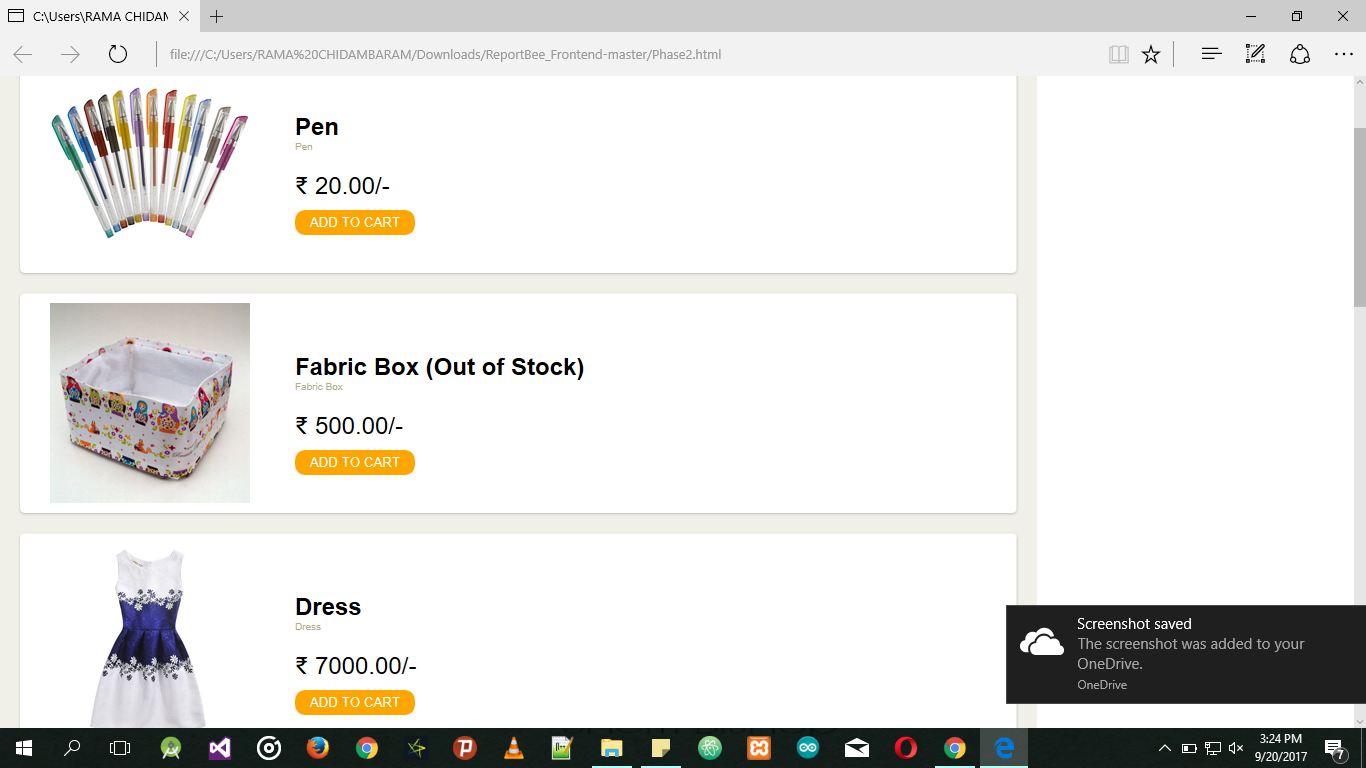 C:\Users\RAMA CHIDAM
file:///C:/Users/RAMA%20CHIDAMBARAM/Downloads/ReportBee_Frontend-master/Phase2.html
Pen
Pen
₹ 20.00/-
ADD TO CART
Fabric Box (Out of Stock)
Fabric Box
₹ 500.00/-
ADD TO CART
Dress
Dress
₹ 7000.00/-
ADD TO CART
Screenshot saved
The screenshot was added to your
OneDrive.
OneDrive
3:24 PM
9/20/2017
7